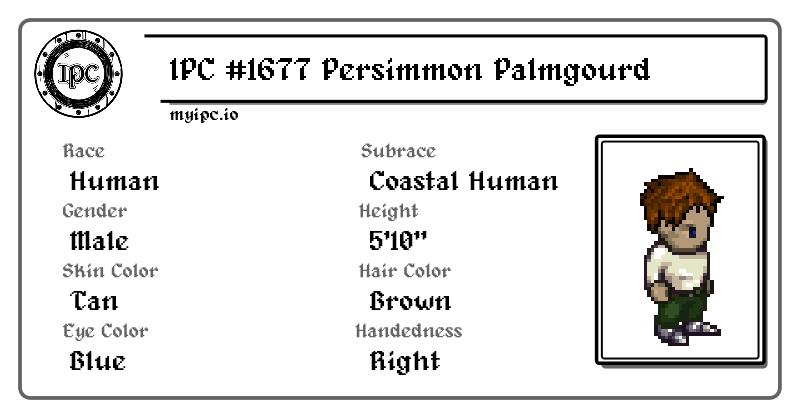 IPC
IPC #1677 Persimmon Palmgourd
myipc.io
Race
Human
Subrace
Coastal Human
Gender
Male
Height
5'10"
Skin Color
Tan
Hair Color
Brown
Eye Color
Blue
Handedness
Right